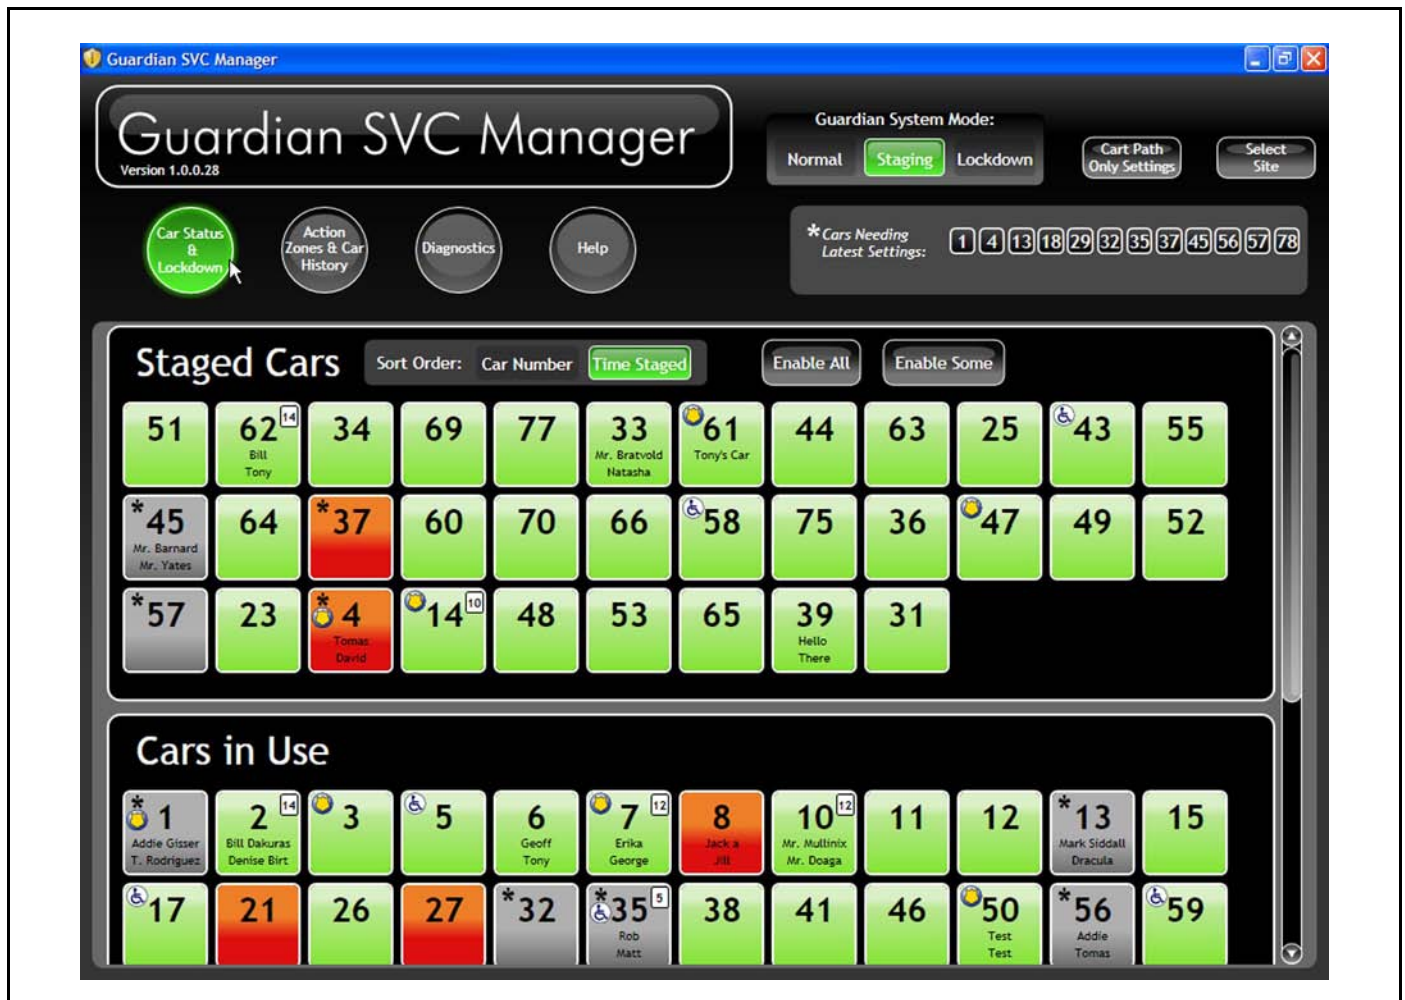 Guardian SVC Manager
Guardian SVC Manager
Version 1.0.0.28
Guardian System Mode:
Normal Staging Lockdown
Cart Path
Only Settings
Select
Site
Car Status
&
Lockdown
Action
Zones & Car
History
Diagnostics
Help
*Cars Needing
Latest Settings:
1 4 13 18 29 32 35 37 45 56 57 78
Staged Cars
Sort Order: Car Number Time Staged
Enable All
Enable Some
51
62 14
Bill
Tony
34
69
77
33
Mr. Bratvold
Natasha
61
Tony's Car
44
63
25
43
55
*45
Mr. Barnard
Mr. Yates
64
*37
60
70
66
58
75
36
47
49
52
*57
23
*4
Tomas
David
14 10
48
53
65
39
Hello
There
31
Cars in Use
*1
Addie Gisser
T. Rodriguez
2 14
Bill Dakuras
Denise Birt
3
5
6
Geoff
Tony
7 12
Erika
George
8
Jack a
Jill
10 12
Mr. Mullinix
Mr. Doaga
11
12
*13
Mark Siddall
Dracula
15
17
21
26
27
*32
*35 5
Rob
Matt
38
41
46
50
Test
Test
*56
Addie
Tomas
59